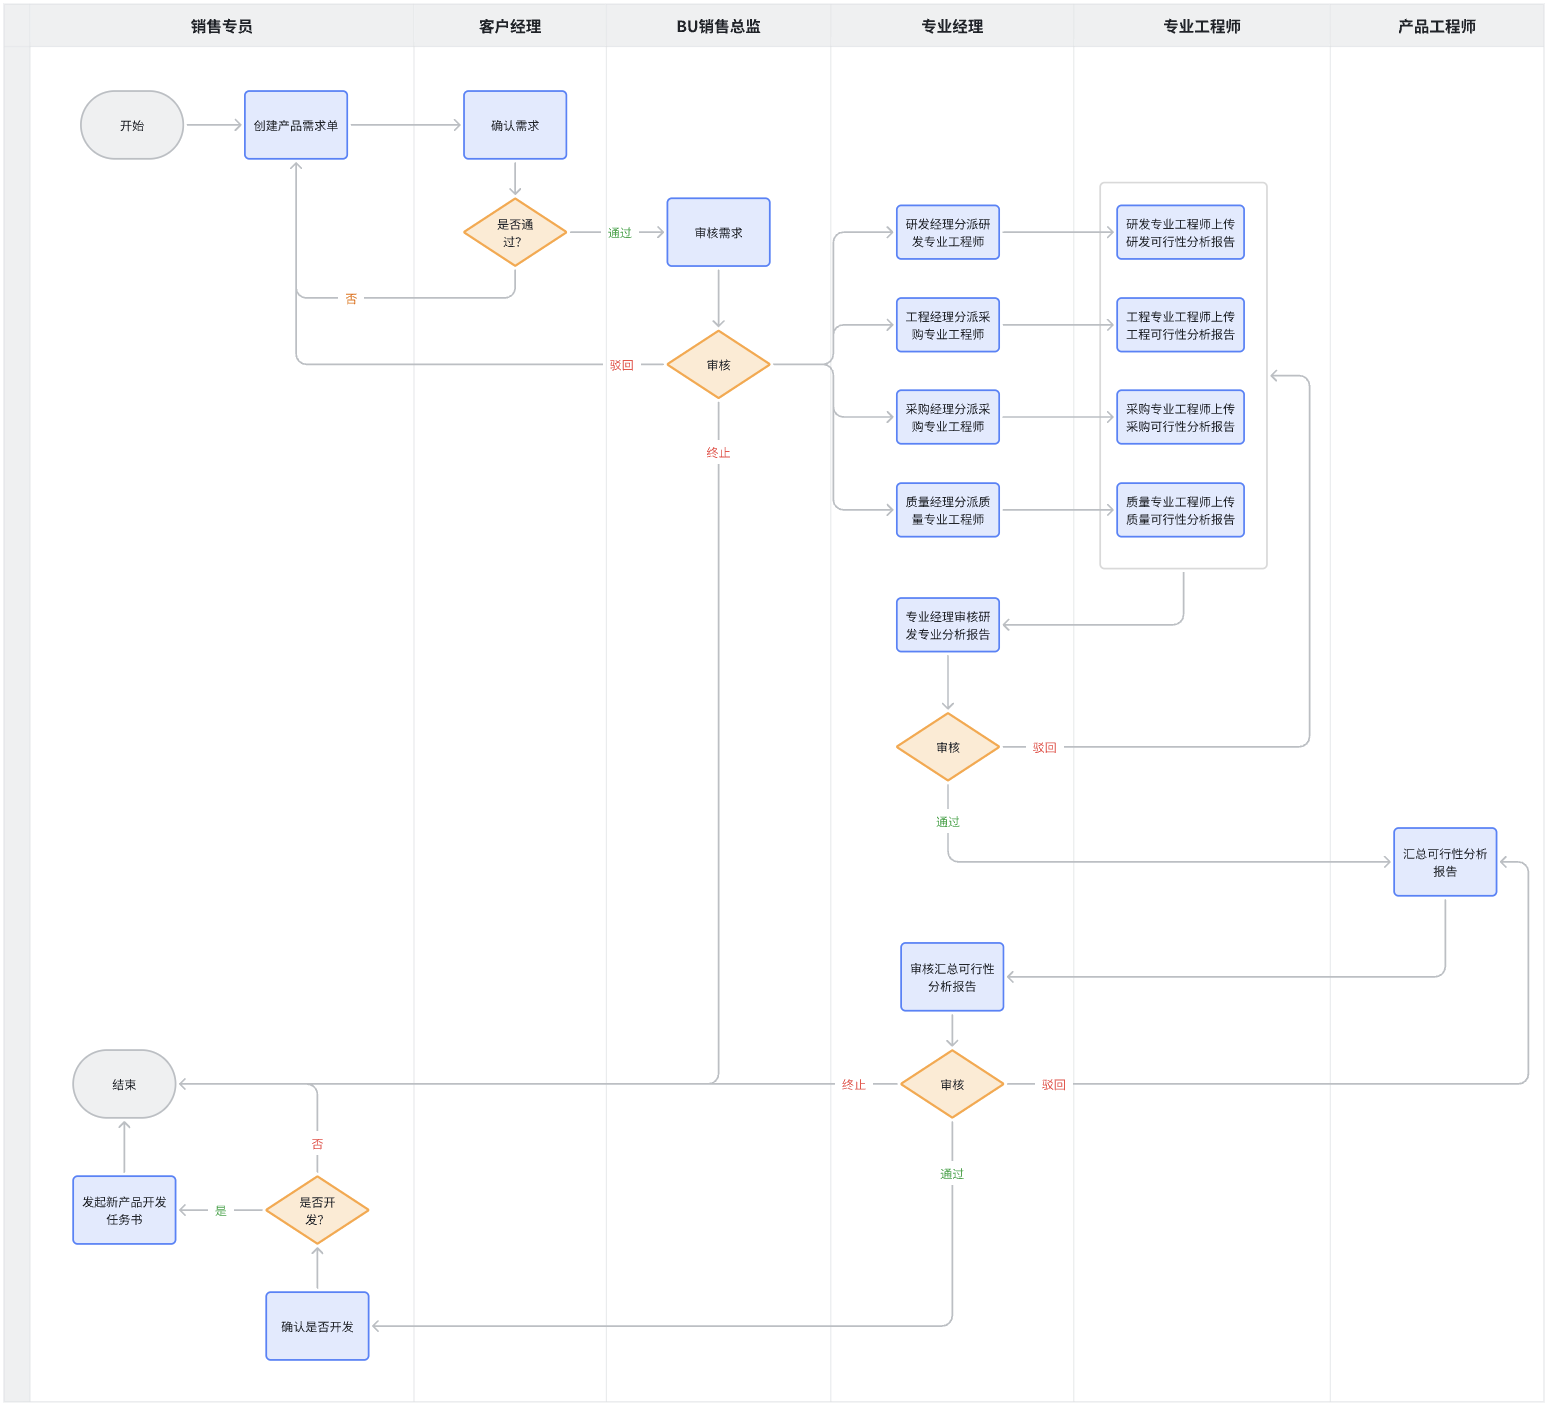 销售专员
客户经理
BU销售总监
专业经理
专业工程师
产品工程师
开始
创建产品需求单
确认需求
是否通
过?
通过
审核需求
否
研发经理分派研
发专业工程师
研发专业工程师上传
研发可行性分析报告
工程经理分派采
购专业工程师
工程专业工程师上传
工程可行性分析报告
驳回
审核
采购经理分派采
购专业工程师
采购专业工程师上传
采购可行性分析报告
终止
质量经理分派质
量专业工程师
质量专业工程师上传
质量可行性分析报告
专业经理审核研
发专业分析报告
审核
驳回
通过
汇总可行性分析
报告
审核汇总可行性
分析报告
结束
终止
审核
驳回
否
通过
发起新产品开发
任务书
是
是否开
发?
确认是否开发